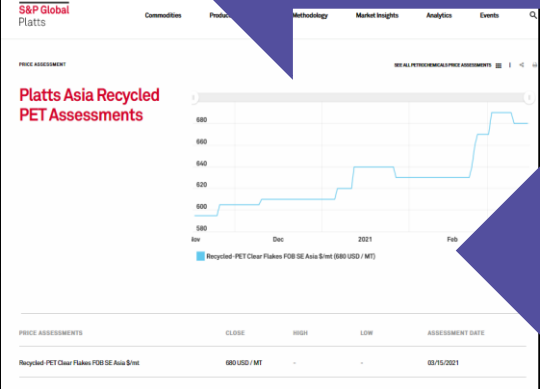 S&P Global
Platts
Commodities
Methodology
Market Insights
Analytics
Events
PRICE ASSESSMENT
SEE ALL PETROCHEMICALS PRICE ASSESSMENTS
Platts Asia Recycled
PET Assessments
680
660
640
620
600
580
Dec
2021
Feb
Recycled-PET Clear Flakes FOB SE Asia $/mt (680 USD / MT)
PRICE ASSESSMENTS CLOSE HIGH LOW ASSESSMENT DATE
Recycled-PET Clear Flakes FOB SE Asia $/mt 680 USD / MT - - 03/15/2021